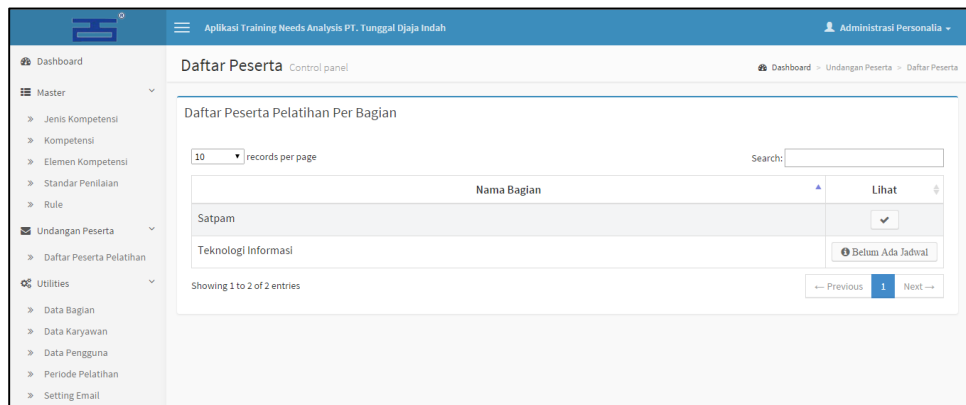 Aplikasi Training Needs Analysis PT. Tunggal Djaja Indah
Administrasi Personalia
Dashboard
Master
Jenis Kompetensi
Kompetensi
Elemen Kompetensi
Standar Penilaian
Rule
Undangan Peserta
Daftar Peserta Pelatihan
Utilities
Data Bagian
Data Karyawan
Data Pengguna
Periode Pelatihan
Setting Email
Daftar Peserta Control panel
Dashboard > Undangan Peserta > Daftar Peserta
Daftar Peserta Pelatihan Per Bagian
10 records per page
Search:
Nama Bagian Lihat
Satpam
Teknologi Informasi Belum Ada Jadwal
Showing 1 to 2 of 2 entries
← Previous 1 Next →